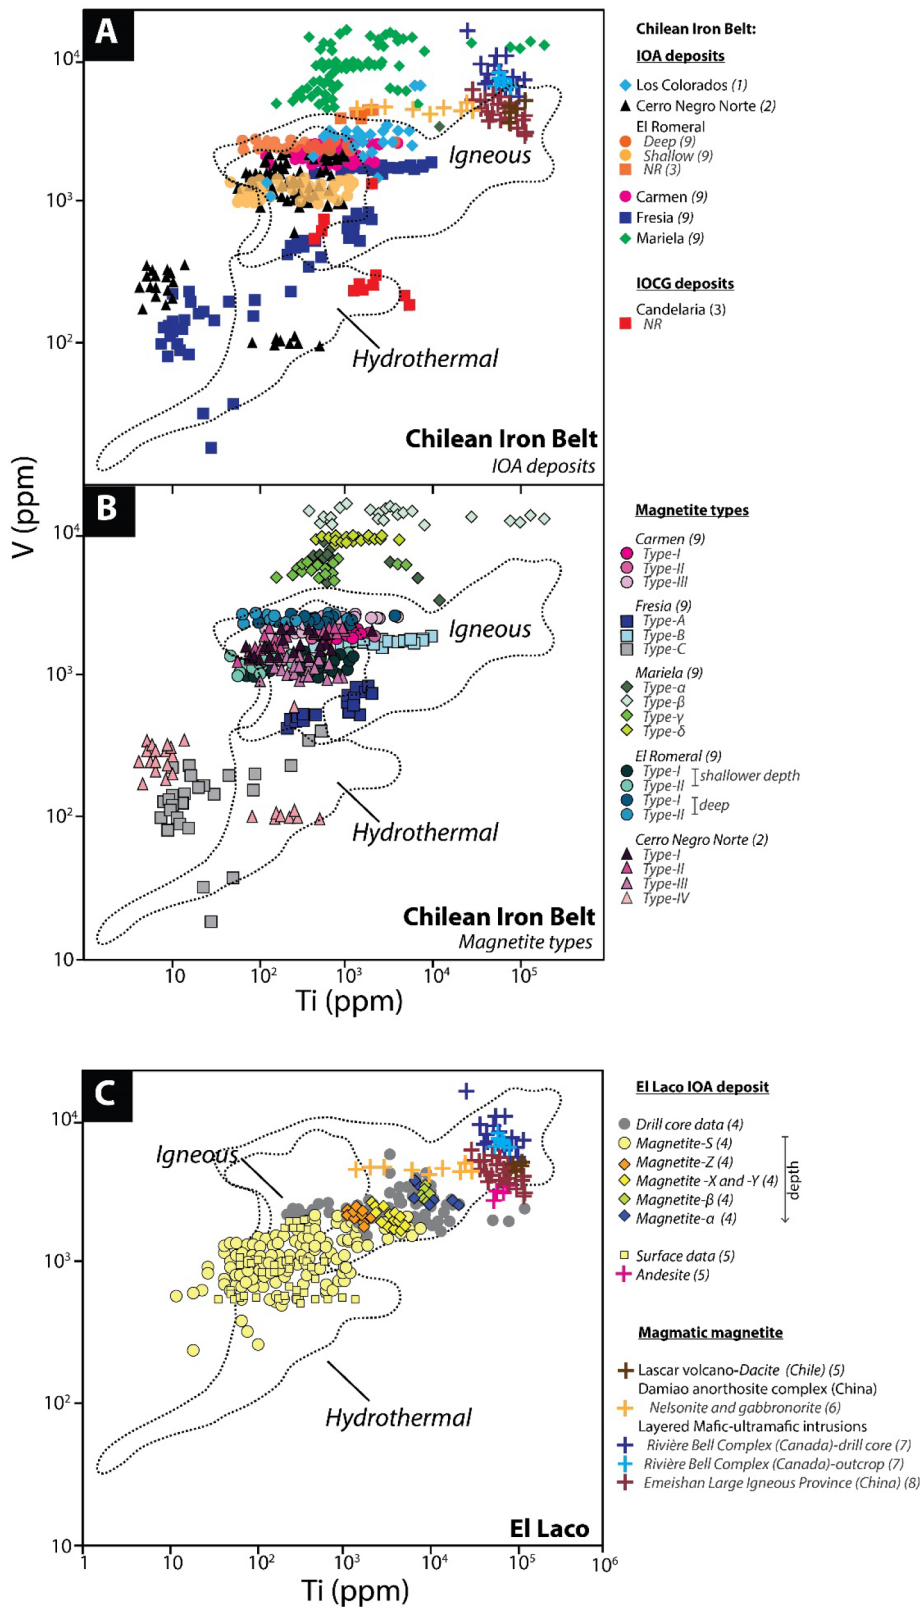 A
10⁴
10³
10²
Igneous
Hydrothermal
Chilean Iron Belt
IOA deposits
Chilean Iron Belt:
IOA deposits
Los Colorados (1)
Cerro Negro Norte (2)
El Romeral
Deep (9)
Shallow (9)
NR (3)
Carmen (9)
Fresia (9)
Mariela (9)
IOCG deposits
Candelaria (3)
NR
V (ppm)
B
10⁴
10³
10²
10
Igneous
Hydrothermal
Chilean Iron Belt
Magnetite types
10
10²
10³
10⁴
10⁵
Ti (ppm)
Magnetite types
Carmen (9)
Type-I
Type-II
Type-III
Fresia (9)
Type-A
Type-B
Type-C
Mariela (9)
Type-α
Type-β
Type-γ
Type-δ
El Romeral (9)
Type-I
Type-II
shallower depth
Type-I
Type-II
deep
Cerro Negro Norte (2)
Type-I
Type-II
Type-III
Type-IV
C
10⁴
10³
10²
10
Igneous
Hydrothermal
El Laco
1
10
10²
10³
10⁴
10⁵
10⁶
Ti (ppm)
El Laco IOA deposit
Drill core data (4)
Magnetite-S (4)
Magnetite-Z (4)
Magnetite -X and -Y (4)
Magnetite-β (4)
Magnetite-α (4)
depth
Surface data (5)
Andesite (5)
Magmatic magnetite
Lascar volcano-Dacite (Chile) (5)
Damiao anorthosite complex (China)
Nelsonite and gabbronorite (6)
Layered Mafic-ultramafic intrusions
Rivière Bell Complex (Canada)-drill core (7)
Rivière Bell Complex (Canada)-outcrop (7)
Emeishan Large Igneous Province (China) (8)